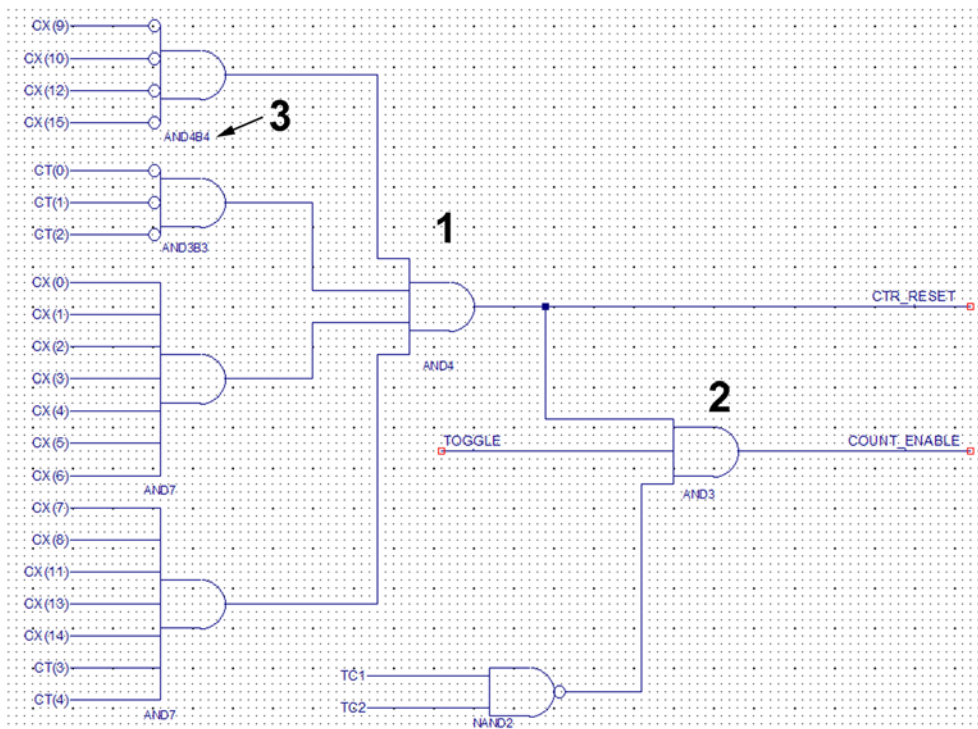 CX(9)
CX(10)
CX(12)
CX(15)
3
AND4B4
CT(0)
CT(1)
CT(2)
AND3B3
1
CX(0)
CX(1)
CX(2)
CX(3)
CX(4)
CX(5)
CX(6)
AND7
AND4
CTR_RESET
2
TOGGLE
COUNT_ENABLE
AND3
CX(7)
CX(8)
CX(11)
CX(13)
CX(14)
CT(3)
CT(4)
AND7
TC1
TC2
NAND2